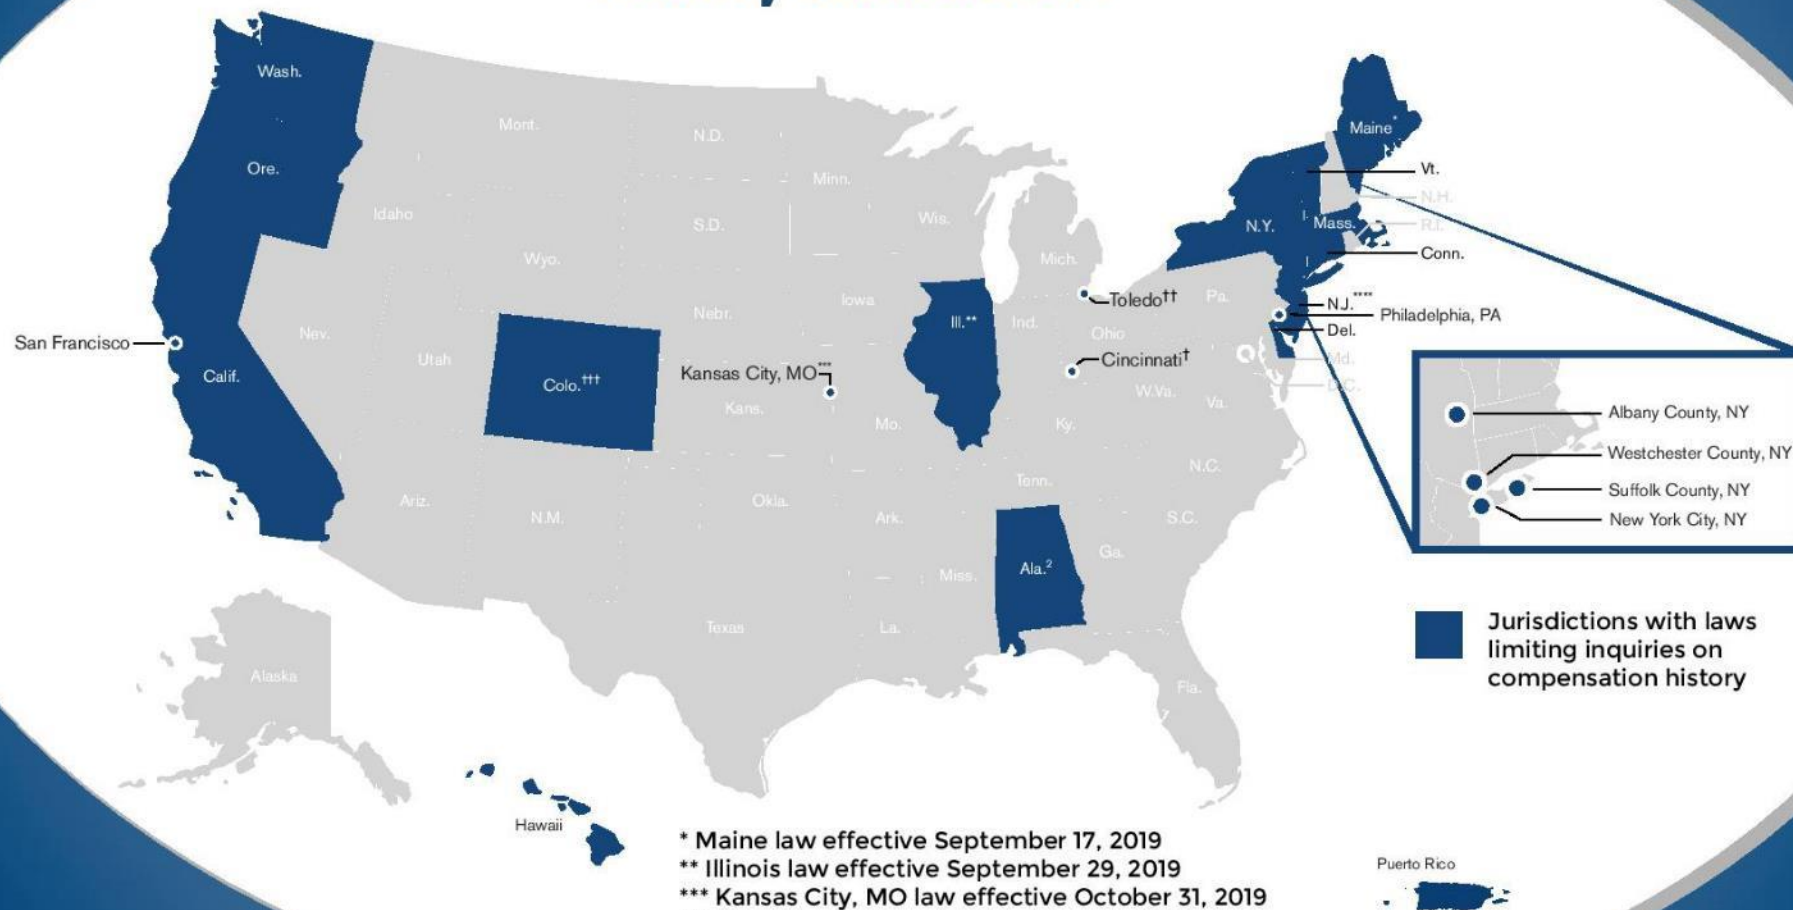 Wash.
Ore.
Calif.
San Francisco
Idaho
Nev.
Mont.
Wyo.
Utah
Ariz.
Colo.†††
N.M.
N.D.
S.D.
Nebr.
Kansas City, MO***
Kans.
Okla.
Texas
Minn.
Iowa
Mo.
Ark.
La.
Wis.
Ill.**
Mich.
Ind.
Toledo††
Ohio
Cincinnati†
Ky.
Tenn.
Miss.
Ala.²
Ga.
Fla.
S.C.
N.C.
Va.
W.Va.
Pa.
N.Y.
Maine*
Vt.
N.H.
Mass.
R.I.
Conn.
N.J.****
Philadelphia, PA
Del.
Md.
D.C.
Albany County, NY
Westchester County, NY
Suffolk County, NY
New York City, NY
Jurisdictions with laws
limiting inquiries on
compensation history
Alaska
Hawaii
* Maine law effective September 17, 2019
** Illinois law effective September 29, 2019
*** Kansas City, MO law effective October 31, 2019
Puerto Rico